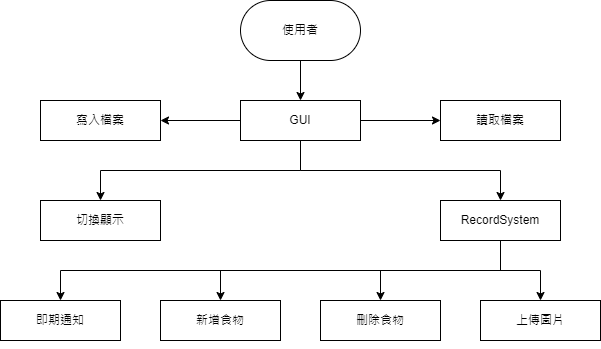 使用者
寫入檔案
GUI
讀取檔案
切換顯示
RecordSystem
即期通知
新增食物
刪除食物
上傳圖片